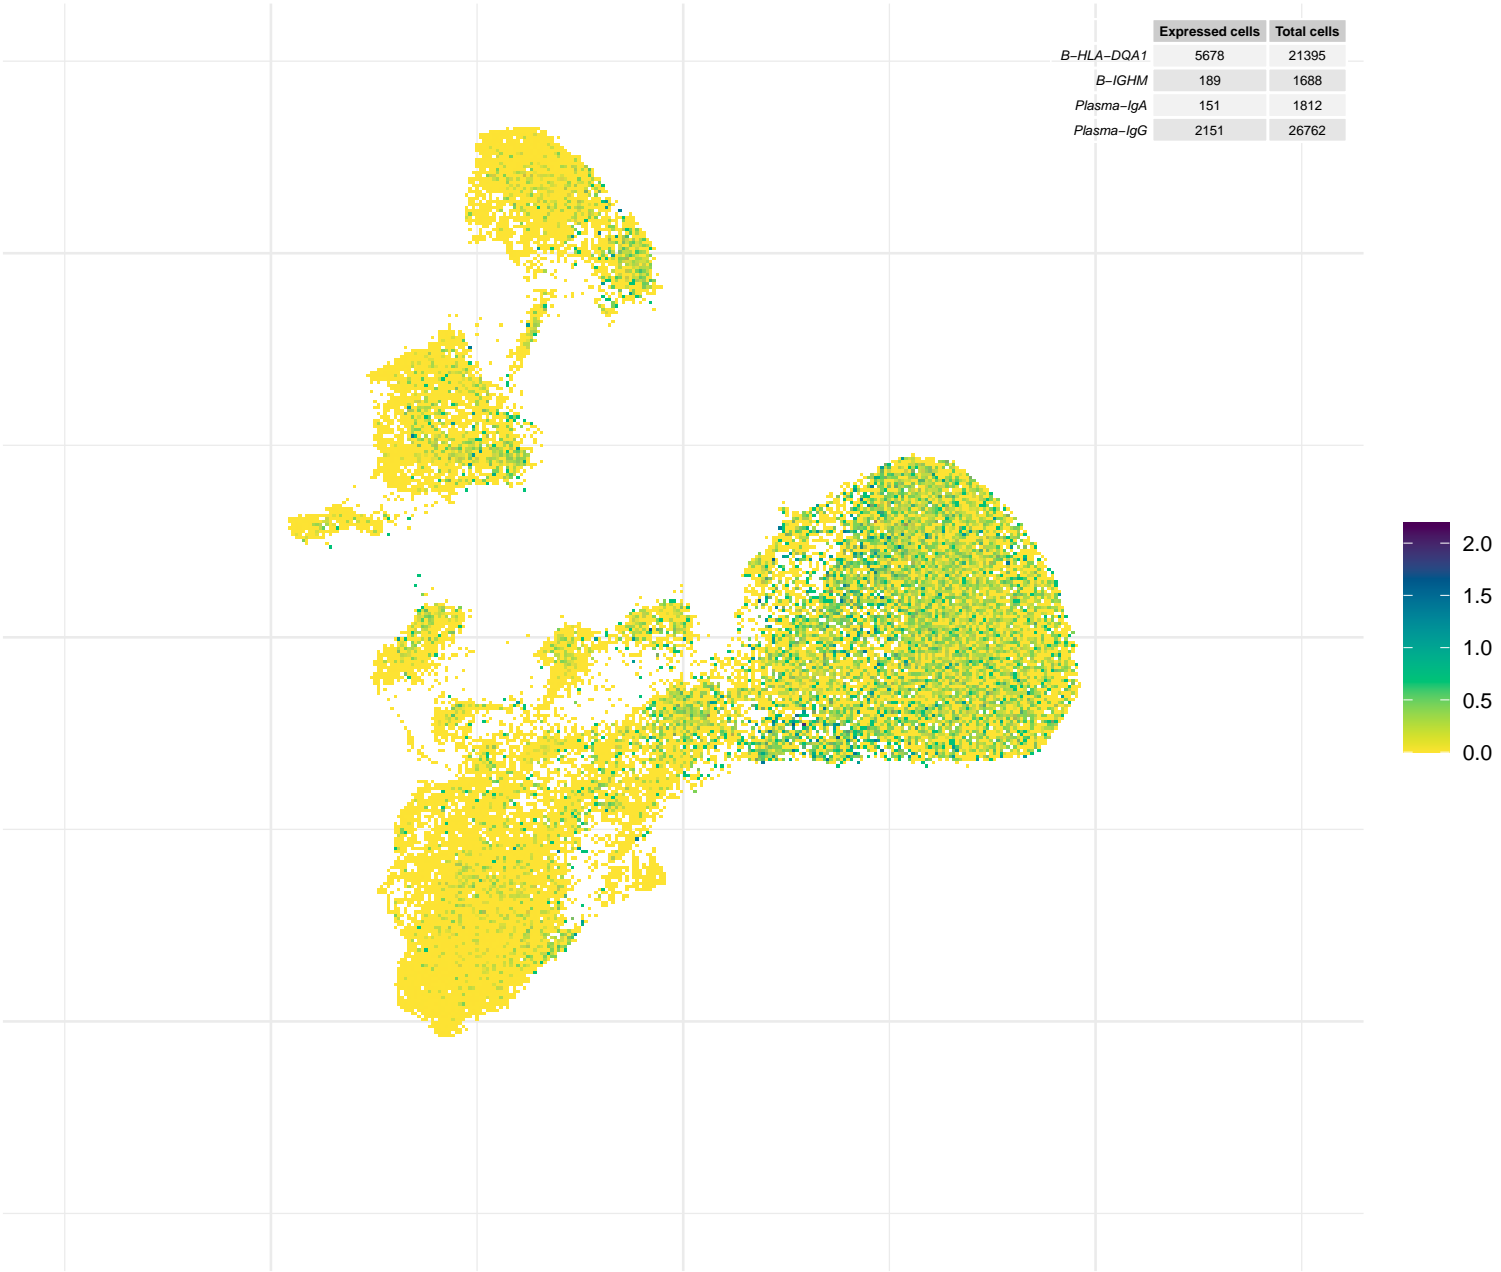 Expressed cells Total cells
B−HLA−DQA1 5678 21395
B−IGHM 189 1688
Plasma−IgA 151 1812
Plasma−IgG 2151 26762
2.0
1.5
1.0
0.5
0.0